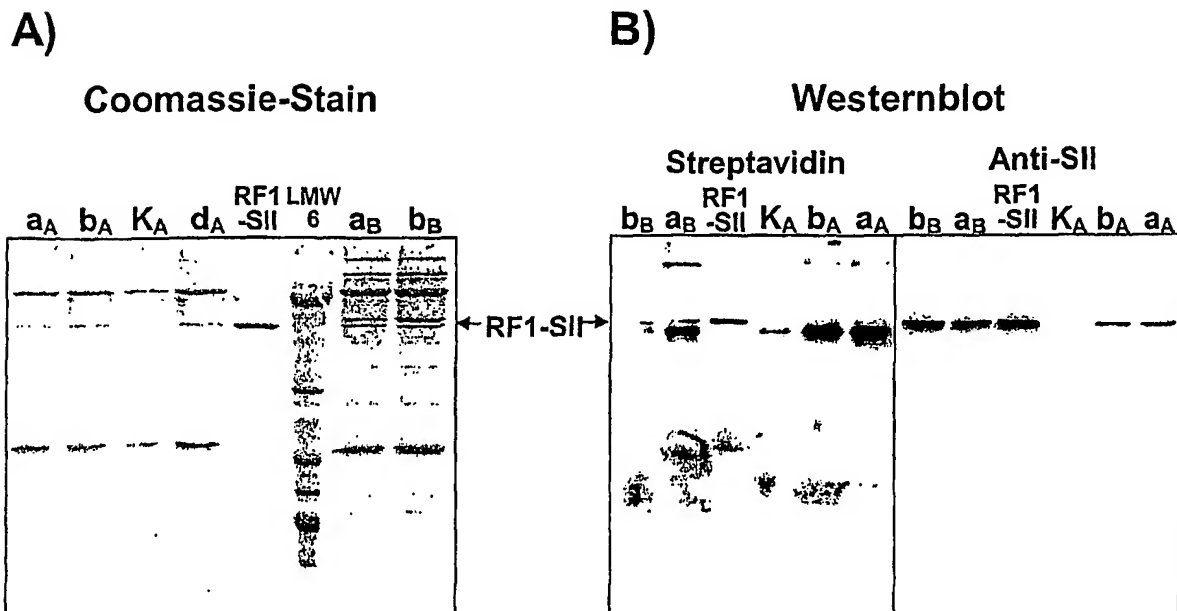 A)
B)
Coomassie-Stain
Westernblot
Streptavidin
Anti-SII
RF1 LMW
aA bA KA dA -SII 6 aB bB
RF1
bB aB -SII KA bA aA
RF1
bB aB -SII KA bA aA
RF1-SII